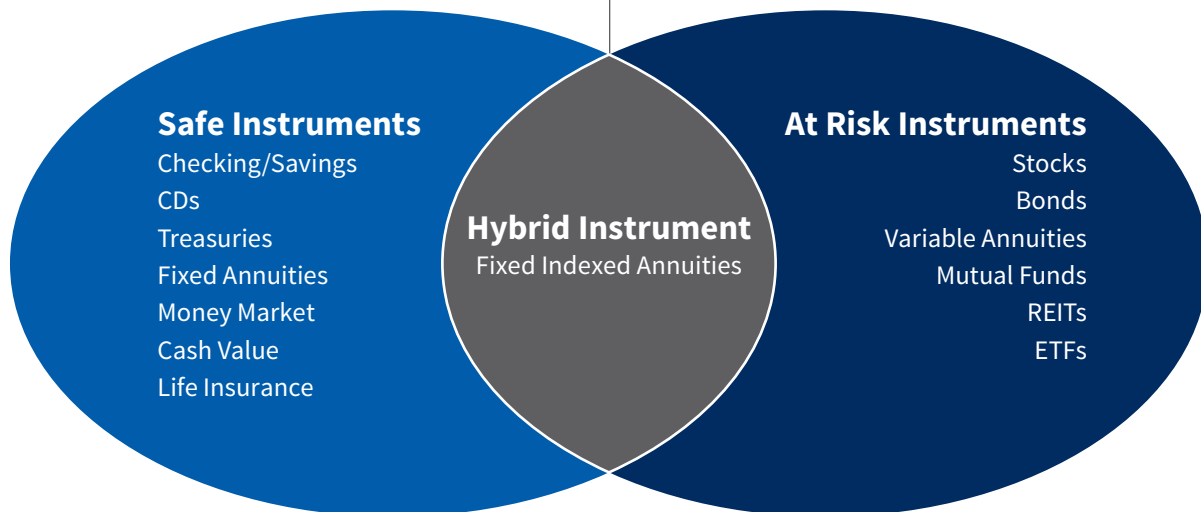 Safe Instruments
Checking/Savings
CDs
Treasuries
Fixed Annuities
Money Market
Cash Value
Life Insurance
Hybrid Instrument
Fixed Indexed Annuities
At Risk Instruments
Stocks
Bonds
Variable Annuities
Mutual Funds
REITs
ETFs